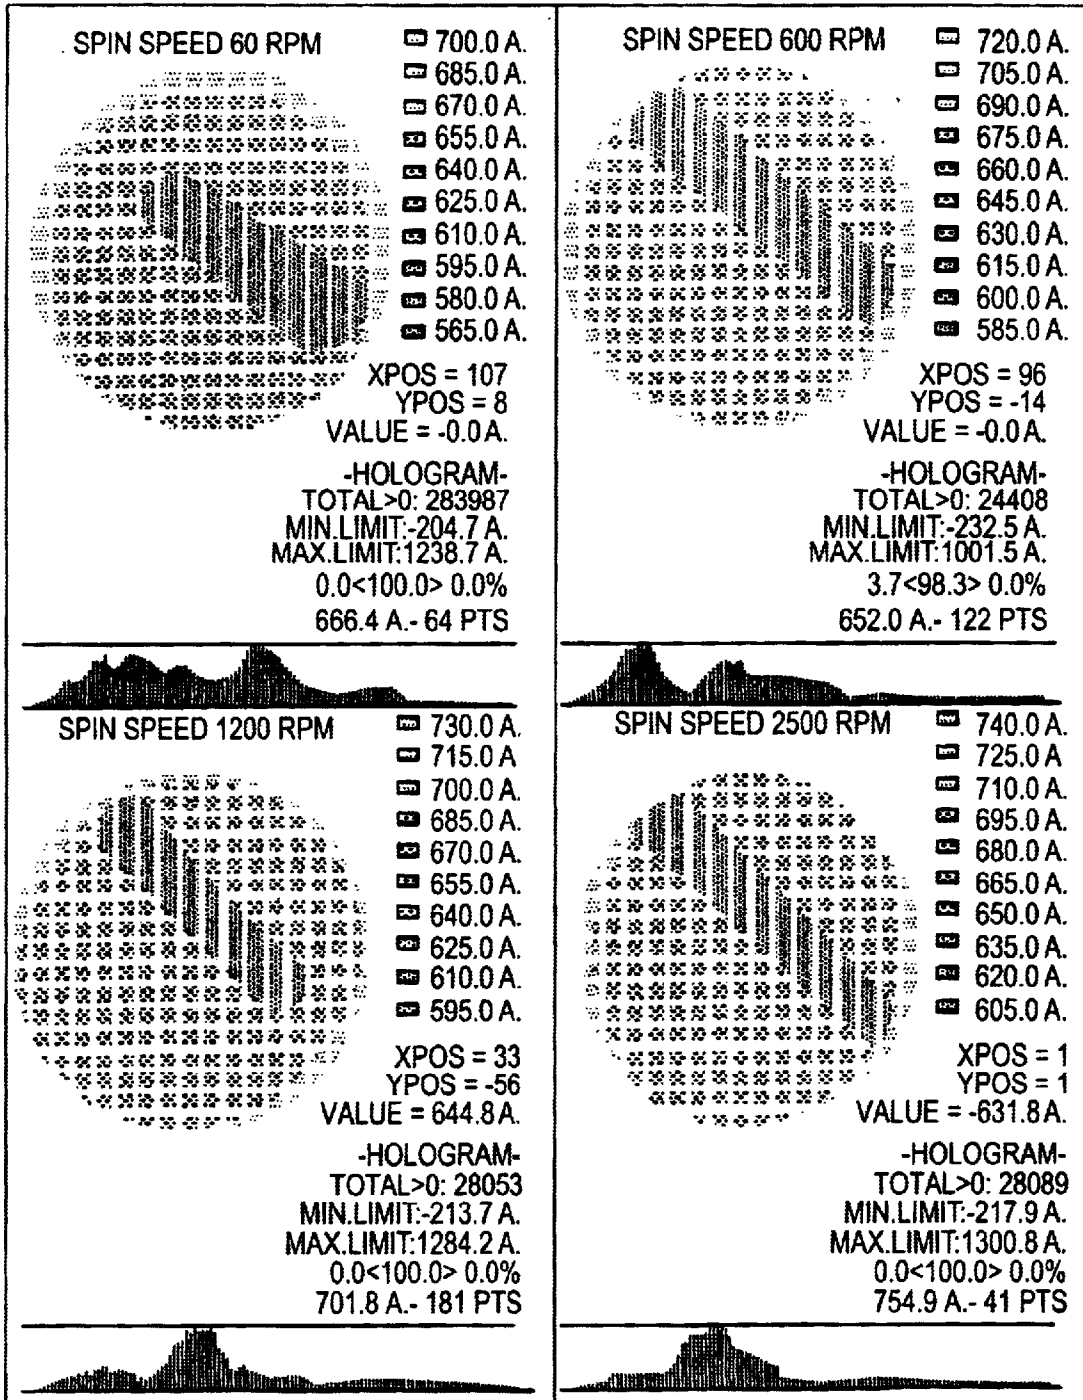 SPIN SPEED 60 RPM
700.0 A.
685.0 A.
670.0 A.
655.0 A.
640.0 A.
625.0 A.
610.0 A.
595.0 A.
580.0 A.
565.0 A.
XPOS = 107
YPOS = 8
VALUE = -0.0 A.
-HOLOGRAM-
TOTAL>0: 283987
MIN.LIMIT:-204.7 A.
MAX.LIMIT:1238.7 A.
0.0<100.0> 0.0%
666.4 A.- 64 PTS
SPIN SPEED 600 RPM
720.0 A.
705.0 A.
690.0 A.
675.0 A.
660.0 A.
645.0 A.
630.0 A.
615.0 A.
600.0 A.
585.0 A.
XPOS = 96
YPOS = -14
VALUE = -0.0 A.
-HOLOGRAM-
TOTAL>0: 24408
MIN.LIMIT:-232.5 A.
MAX.LIMIT:1001.5 A.
3.7<98.3> 0.0%
652.0 A.- 122 PTS
SPIN SPEED 1200 RPM
730.0 A.
715.0 A
700.0 A.
685.0 A.
670.0 A.
655.0 A.
640.0 A.
625.0 A.
610.0 A.
595.0 A.
XPOS = 33
YPOS = -56
VALUE = 644.8 A.
-HOLOGRAM-
TOTAL>0: 28053
MIN.LIMIT:-213.7 A.
MAX.LIMIT:1284.2 A.
0.0<100.0> 0.0%
701.8 A.- 181 PTS
SPIN SPEED 2500 RPM
740.0 A.
725.0 A
710.0 A.
695.0 A.
680.0 A.
665.0 A.
650.0 A.
635.0 A.
620.0 A.
605.0 A.
XPOS = 1
YPOS = 1
VALUE = -631.8 A.
-HOLOGRAM-
TOTAL>0: 28089
MIN.LIMIT:-217.9 A.
MAX.LIMIT:1300.8 A.
0.0<100.0> 0.0%
754.9 A.- 41 PTS